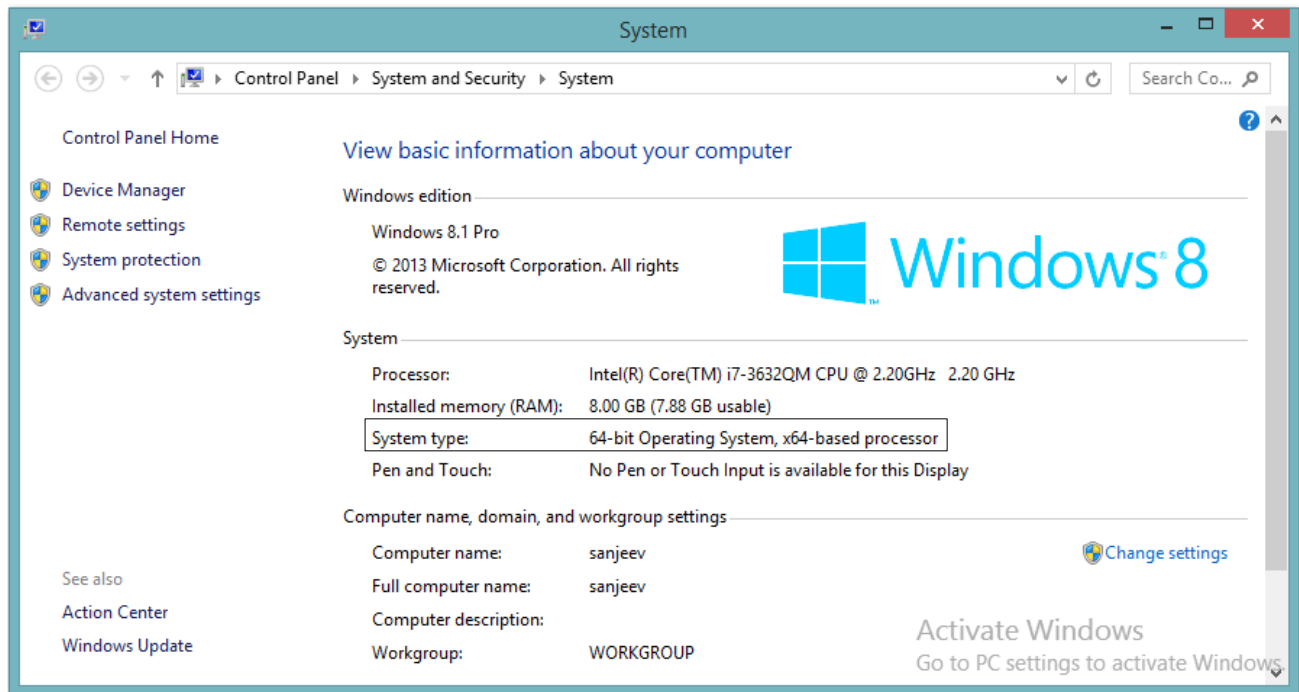 System
Control Panel System and Security System
Search Co...
Control Panel Home
Device Manager
Remote settings
System protection
Advanced system settings
See also
Action Center
Windows Update
?
View basic information about your computer
Windows edition
Windows 8.1 Pro
© 2013 Microsoft Corporation. All rights
reserved.
Windows® 8
TM
System
Processor: Intel(R) Core(TM) i7-3632QM CPU @ 2.20GHz 2.20 GHz
Installed memory (RAM): 8.00 GB (7.88 GB usable)
System type: 64-bit Operating System, x64-based processor
Pen and Touch: No Pen or Touch Input is available for this Display
Computer name, domain, and workgroup settings
Computer name: sanjeev
Change settings
Full computer name: sanjeev
Computer description:
Workgroup: WORKGROUP
Activate Windows
Go to PC settings to activate Windows.